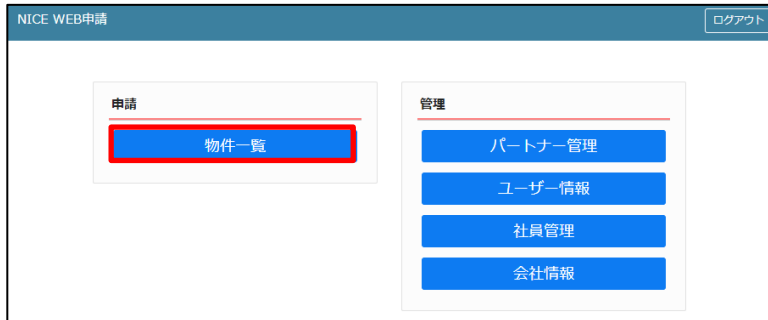 NICE WEB申請
ログアウト
申請
物件一覧
管理
パートナー管理
ユーザー情報
社員管理
会社情報